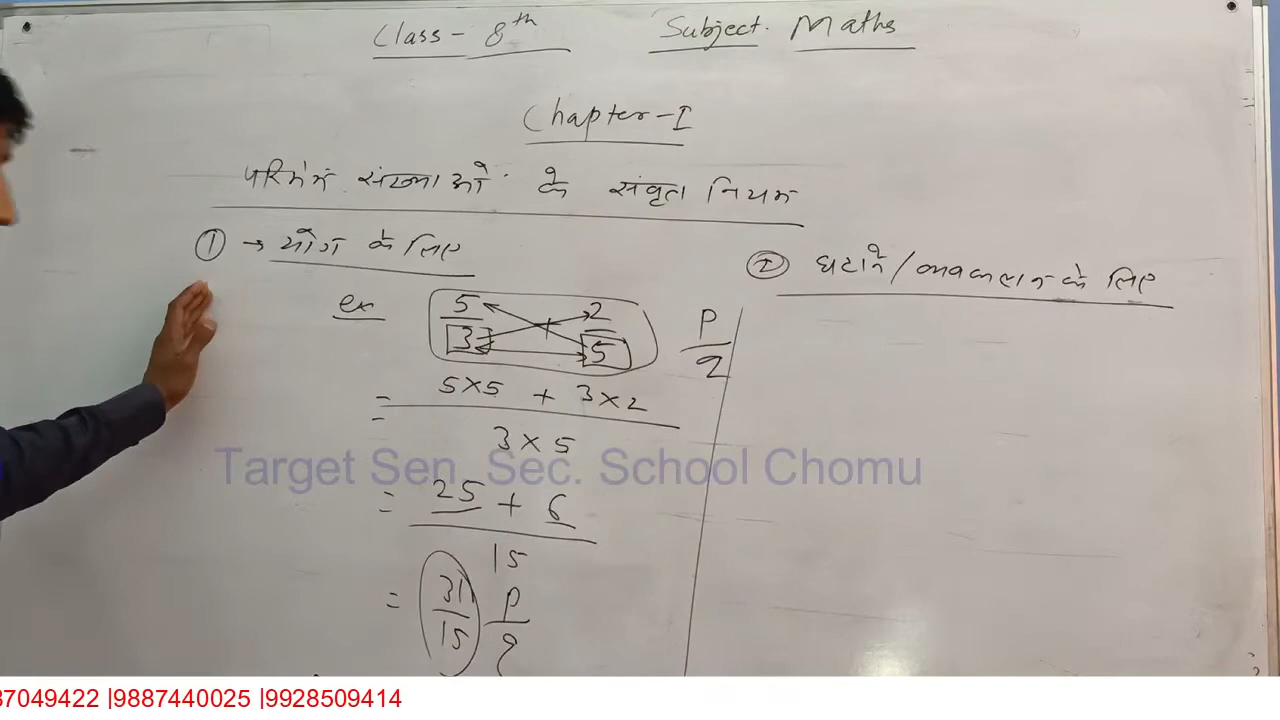 Class - 8th Subject. Maths
Chapter - I
परिमेय संख्याओं के संवृता नियम
① → योग के लिए
ex 5/3 + 2/5 P/q
= 5×5 + 3×2 / 3×5
= 25 + 6 / 15
= 31/15 P/q
② घटाने / व्यवकलन के लिए
Target Sen. Sec. School Chomu
37049422 |9887440025 |9928509414